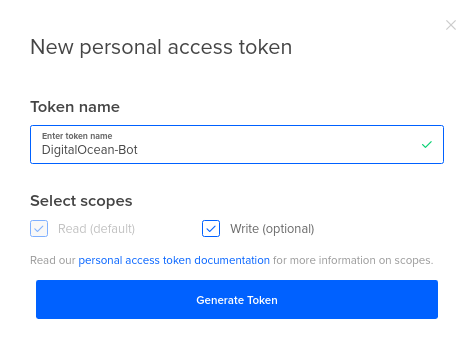 New personal access token
Token name
Enter token name
DigitalOcean-Bot
Select scopes
Read (default) Write (optional)
Read our personal access token documentation for more information on scopes.
Generate Token